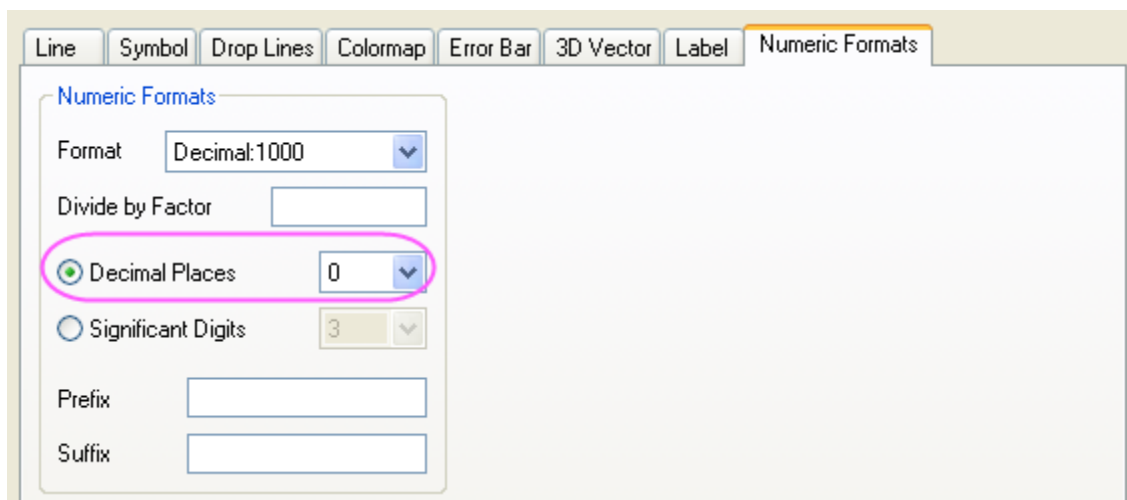 Line Symbol Drop Lines Colormap Error Bar 3D Vector Label Numeric Formats
Numeric Formats
Format Decimal:1000
Divide by Factor
Decimal Places 0
Significant Digits 3
Prefix
Suffix